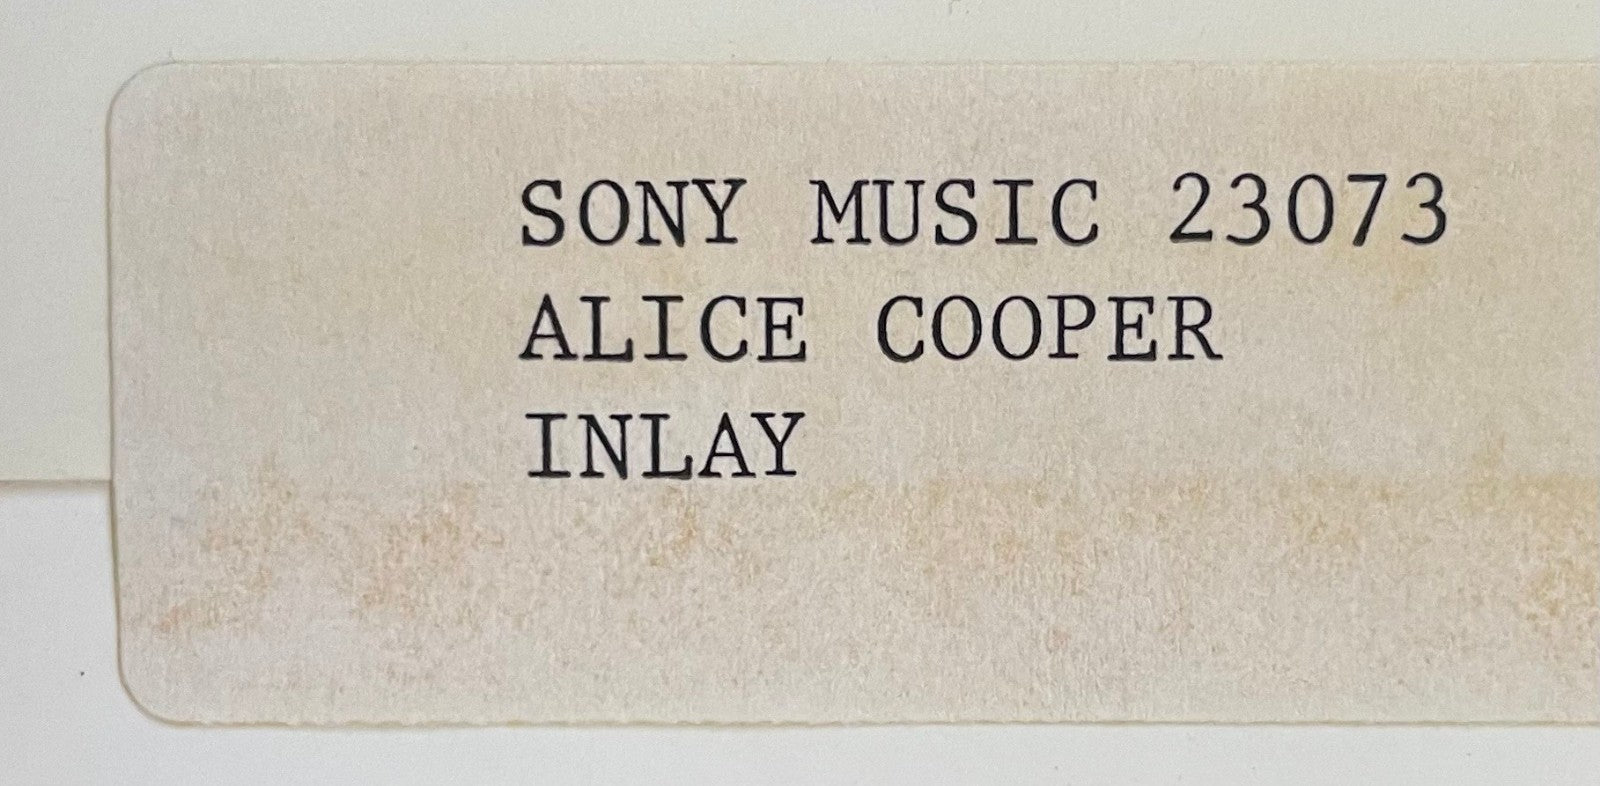 SONY MUSIC 23073
ALICE COOPER
INLAY